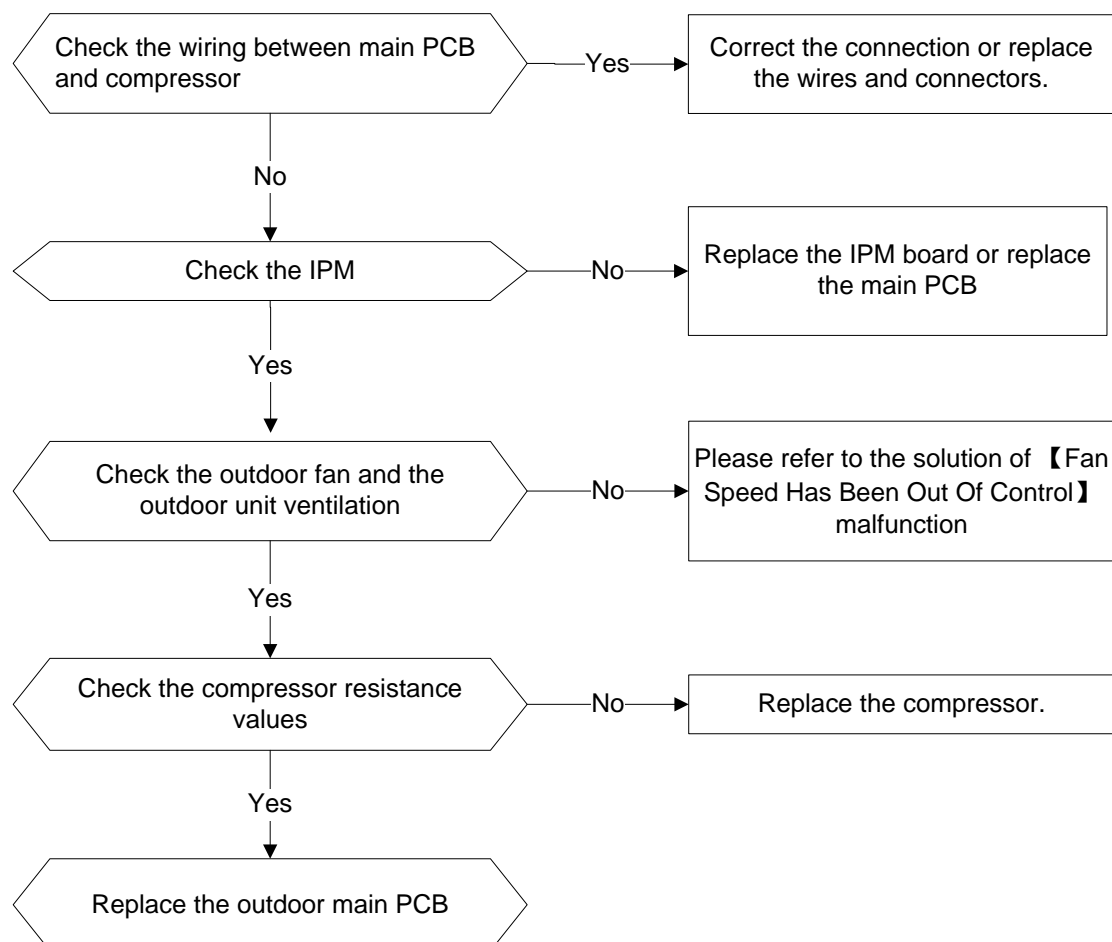 Check the wiring between main PCB
and compressor
Yes
Correct the connection or replace
the wires and connectors.
No
Check the IPM
No
Replace the IPM board or replace
the main PCB
Yes
Check the outdoor fan and the
outdoor unit ventilation
No
Please refer to the solution of 【Fan
Speed Has Been Out Of Control】
malfunction
Yes
Check the compressor resistance
values
No
Replace the compressor.
Yes
Replace the outdoor main PCB